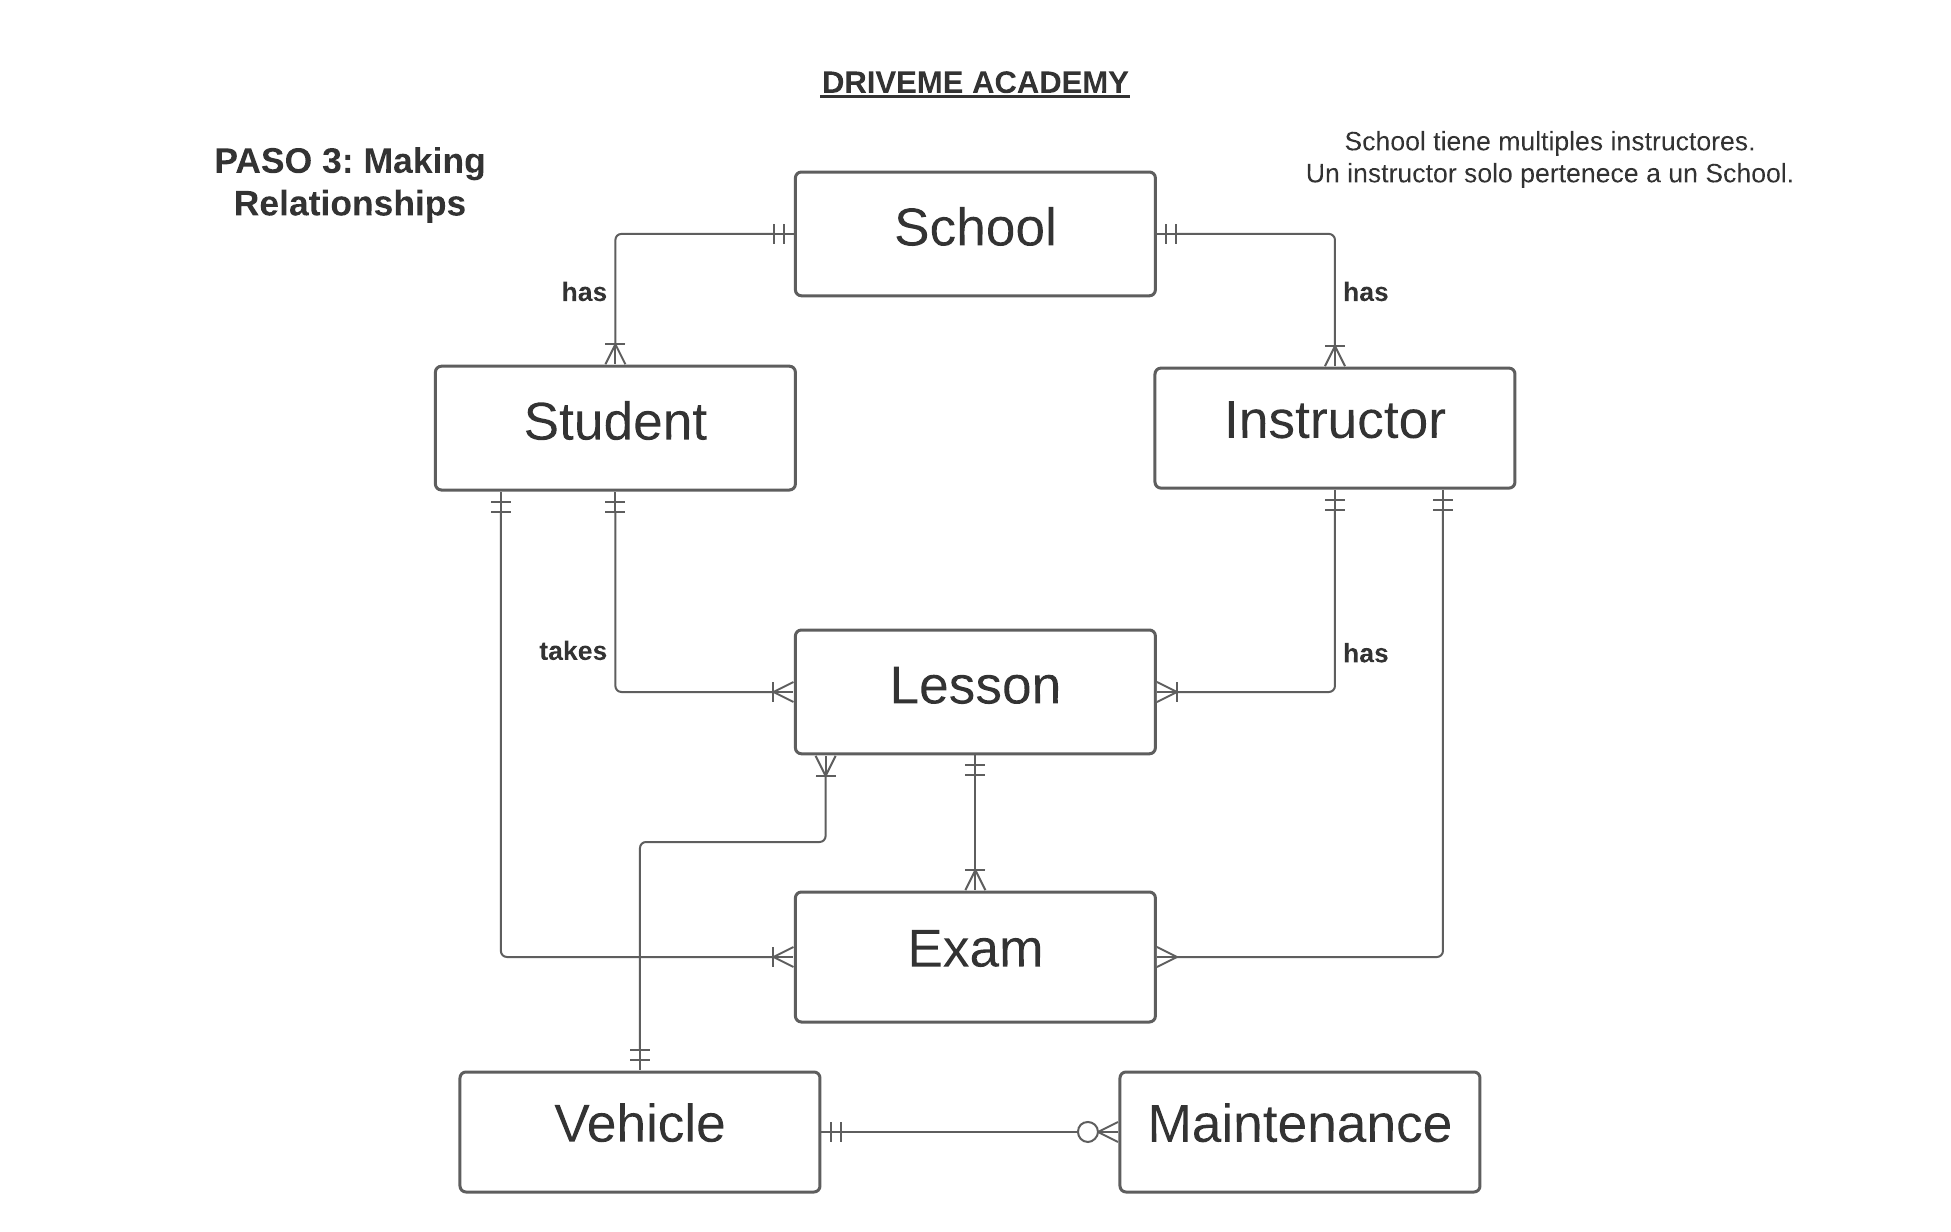 DRIVEME ACADEMY
PASO 3: Making
Relationships
School tiene multiples instructores.
Un instructor solo pertenece a un School.
School
has
has
Student
Instructor
takes
Lesson
has
Exam
Vehicle
Maintenance